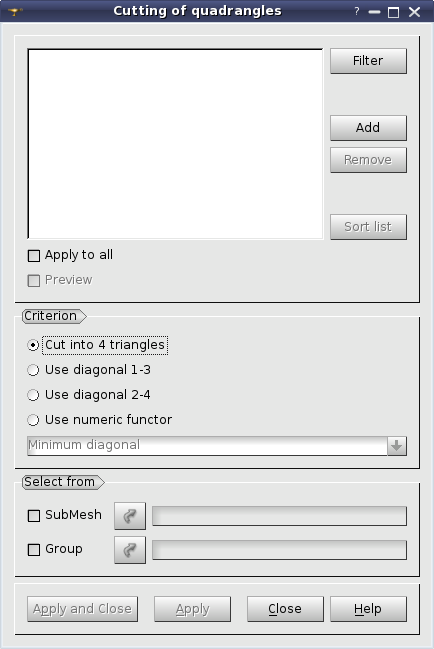 Cutting of quadrangles ?
Filter
Add
Remove
Sort list
Apply to all
Preview
Criterion
Cut into 4 triangles
Use diagonal 1-3
Use diagonal 2-4
Use numeric functor
Minimum diagonal
Select from
SubMesh
Group
Apply and Close Apply Close Help